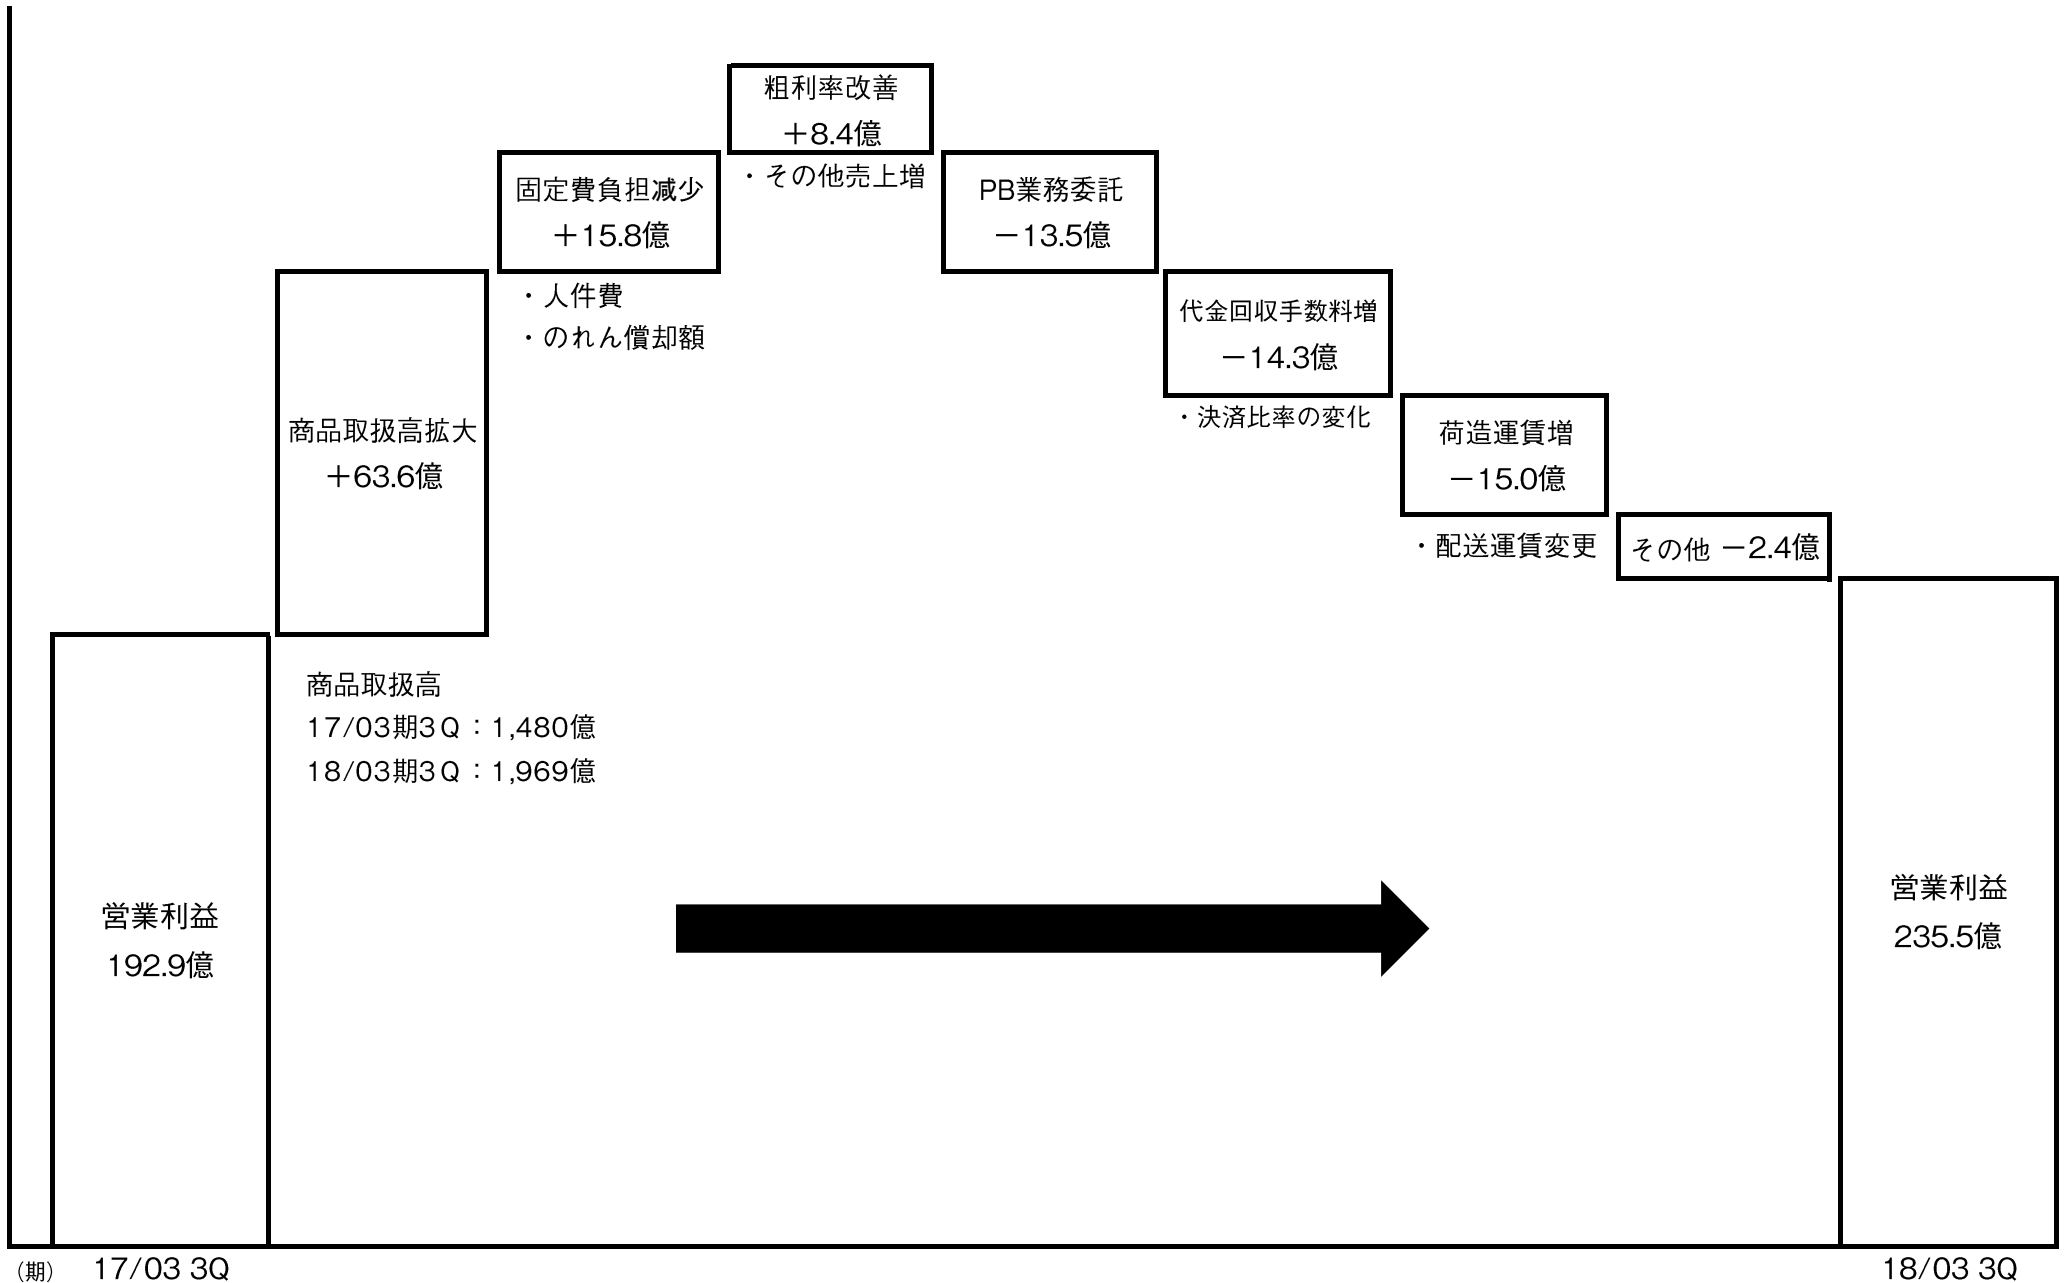 粗利率改善
＋8.4億
・その他売上増
固定費負担減少
＋15.8億
・人件費
・のれん償却額
PB業務委託
－13.5億
商品取扱高拡大
＋63.6億
代金回収手数料増
－14.3億
・決済比率の変化
荷造運賃増
－15.0億
・配送運賃変更
その他 －2.4億
商品取扱高
17/03期3Q：1,480億
18/03期3Q：1,969億
営業利益
192.9億
営業利益
235.5億
（期） 17/03 3Q
18/03 3Q